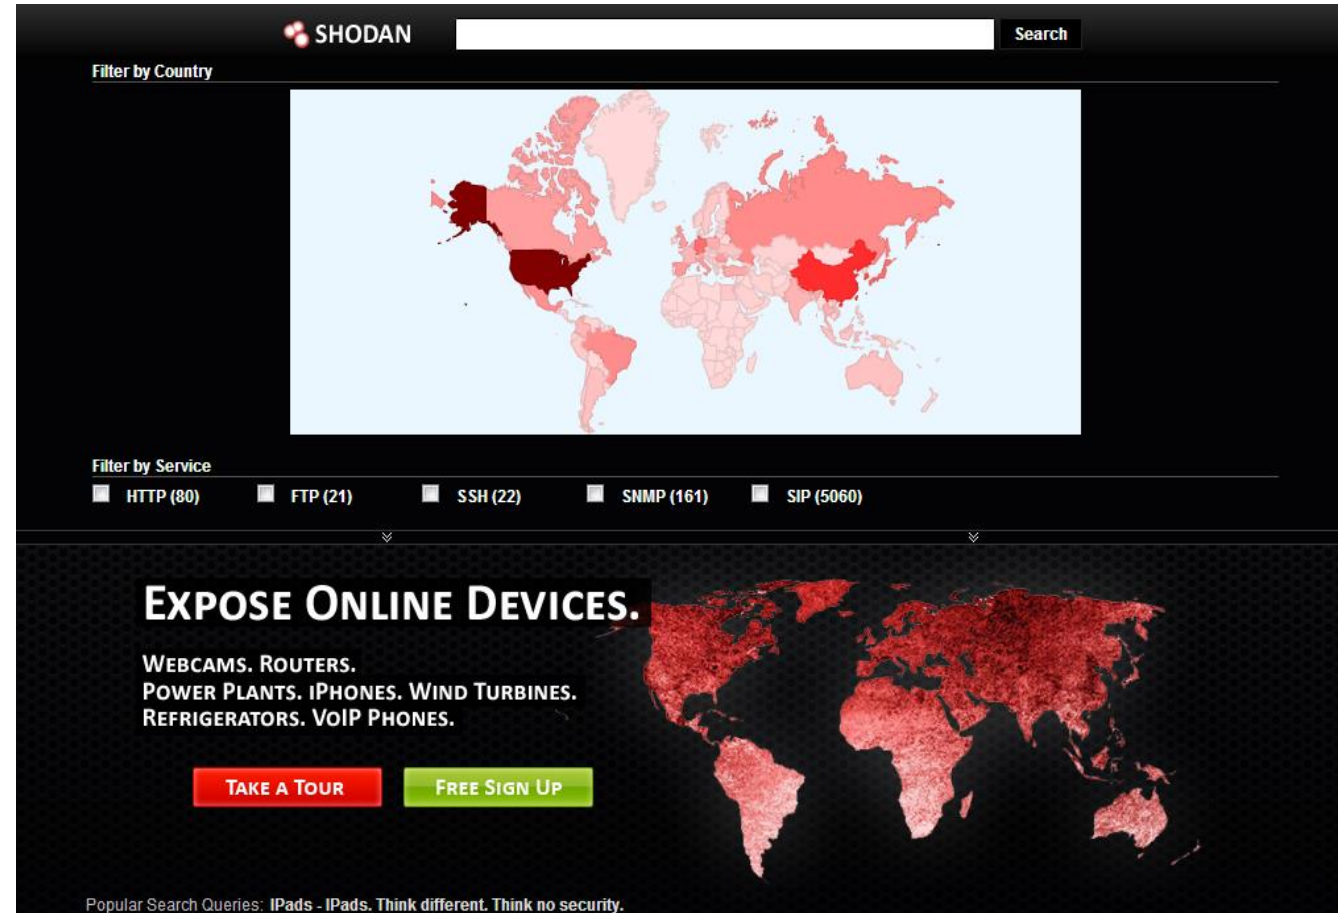 SHODAN Search
Filter by Country
Filter by Service
HTTP (80) FTP (21) SSH (22) SNMP (161) SIP (5060)
EXPOSE ONLINE DEVICES.
WEBCAMS. ROUTERS.
POWER PLANTS. IPHONES. WIND TURBINES.
REFRIGERATORS. VOIP PHONES.
TAKE A TOUR FREE SIGN UP
Popular Search Queries: IPads - IPads. Think different. Think no security.